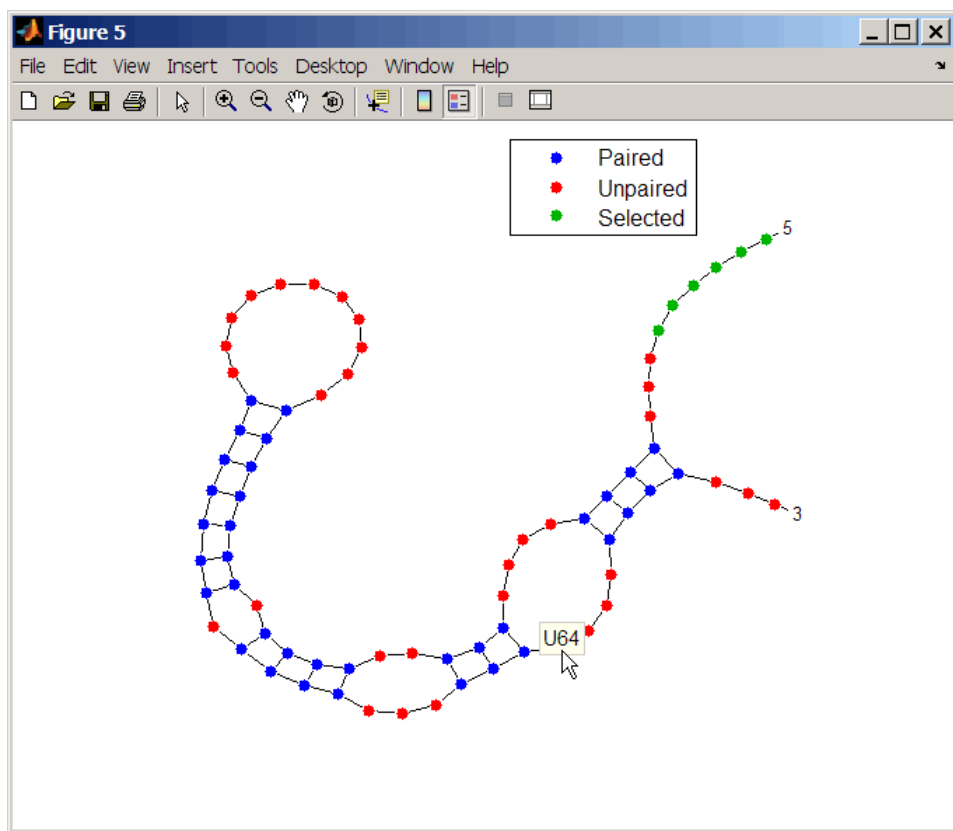 Figure 5
File Edit View Insert Tools Desktop Window Help
Paired
Unpaired
Selected
5
3
U64